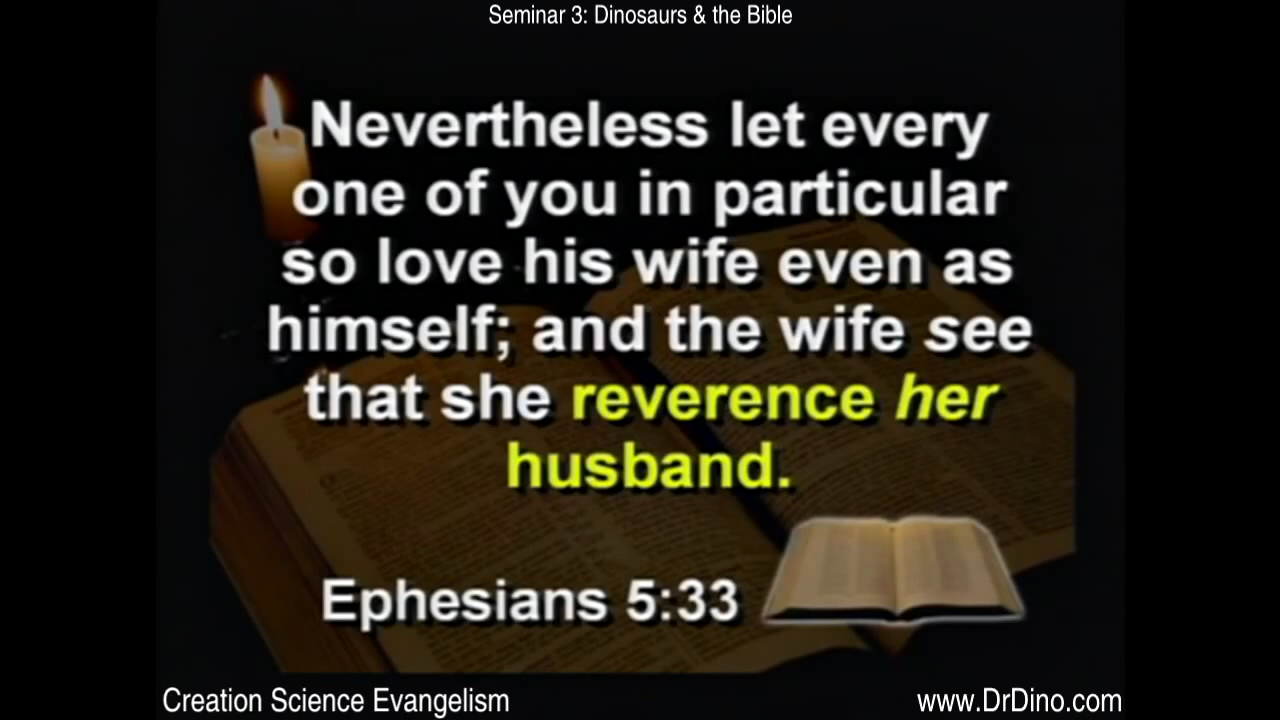 Seminar 3: Dinosaurs & the Bible
Nevertheless let every
one of you in particular
so love his wife even as
himself; and the wife see
that she reverence her
husband.
Ephesians 5:33
Creation Science Evangelism
www.DrDino.com